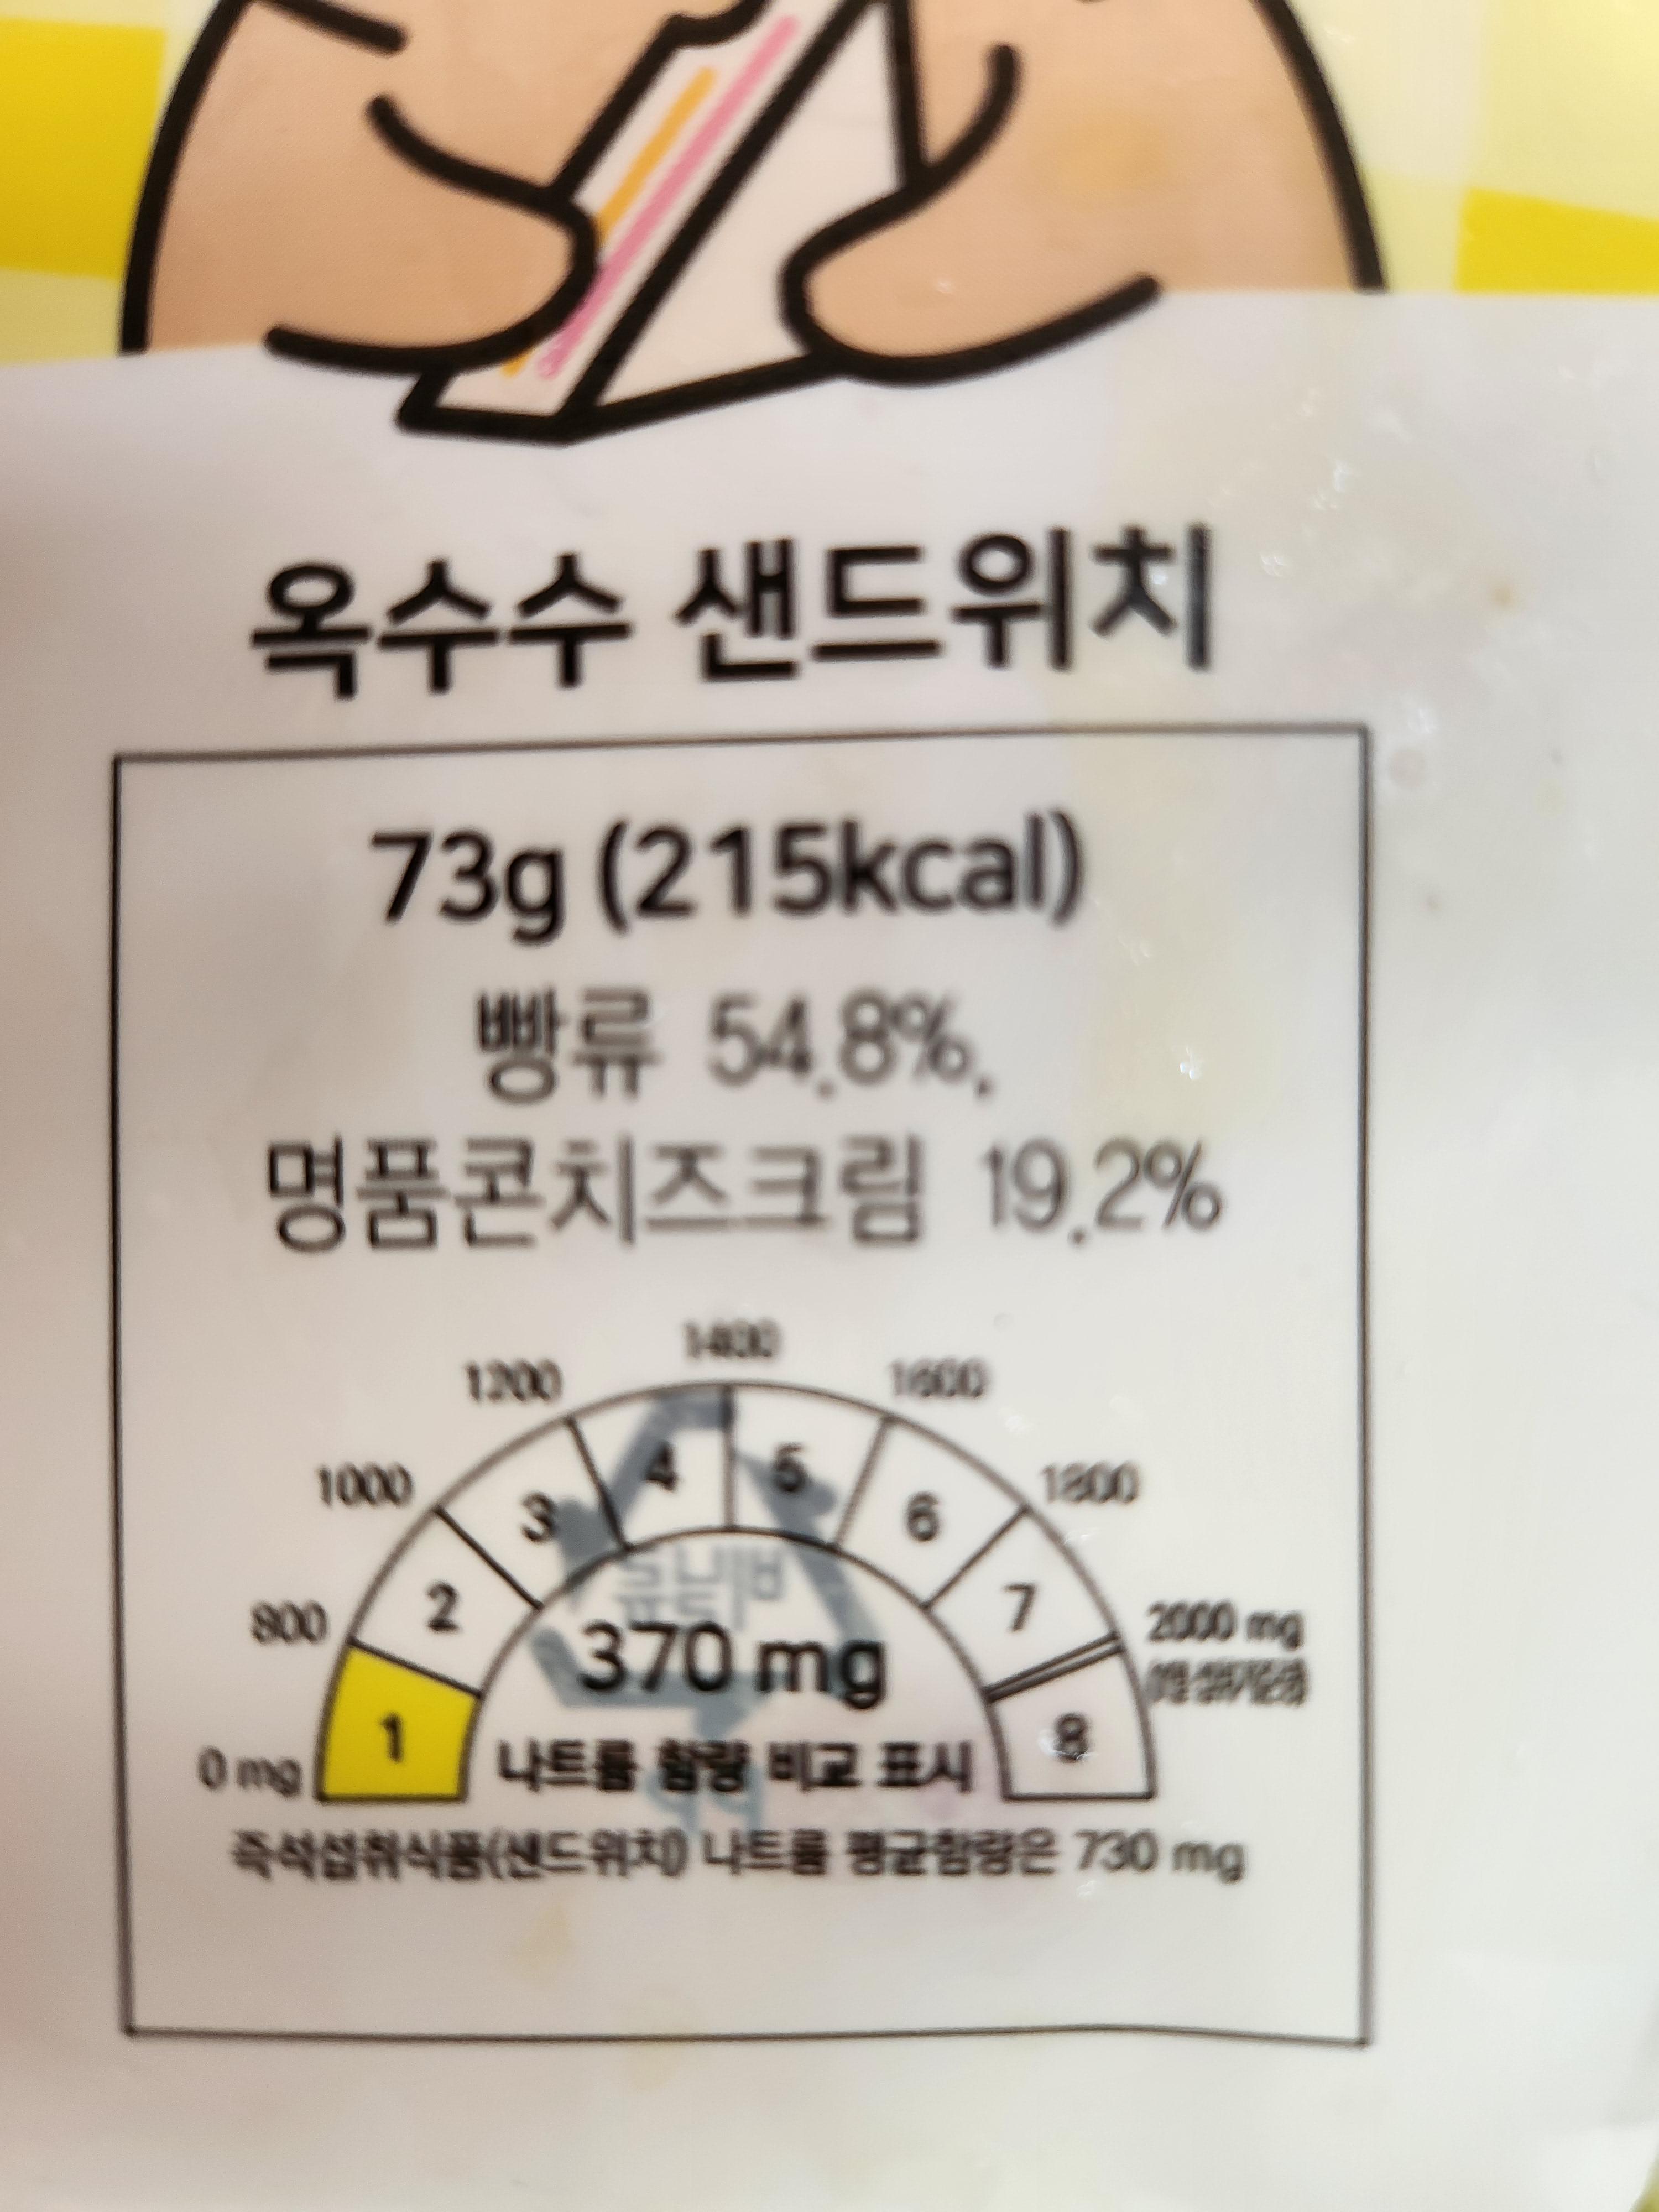 옥수수 샌드위치
73g (215kcal)
빵류 54.8%,
명품콘치즈크림 19.2%
1400
1200
1600
1000
1800
4
5
3
6
800
2
7
2000 mg
370 mg
1
8
0 mg
나트륨 함량 비교 표시
즉석섭취식품(샌드위치) 나트륨 평균함량은 730 mg